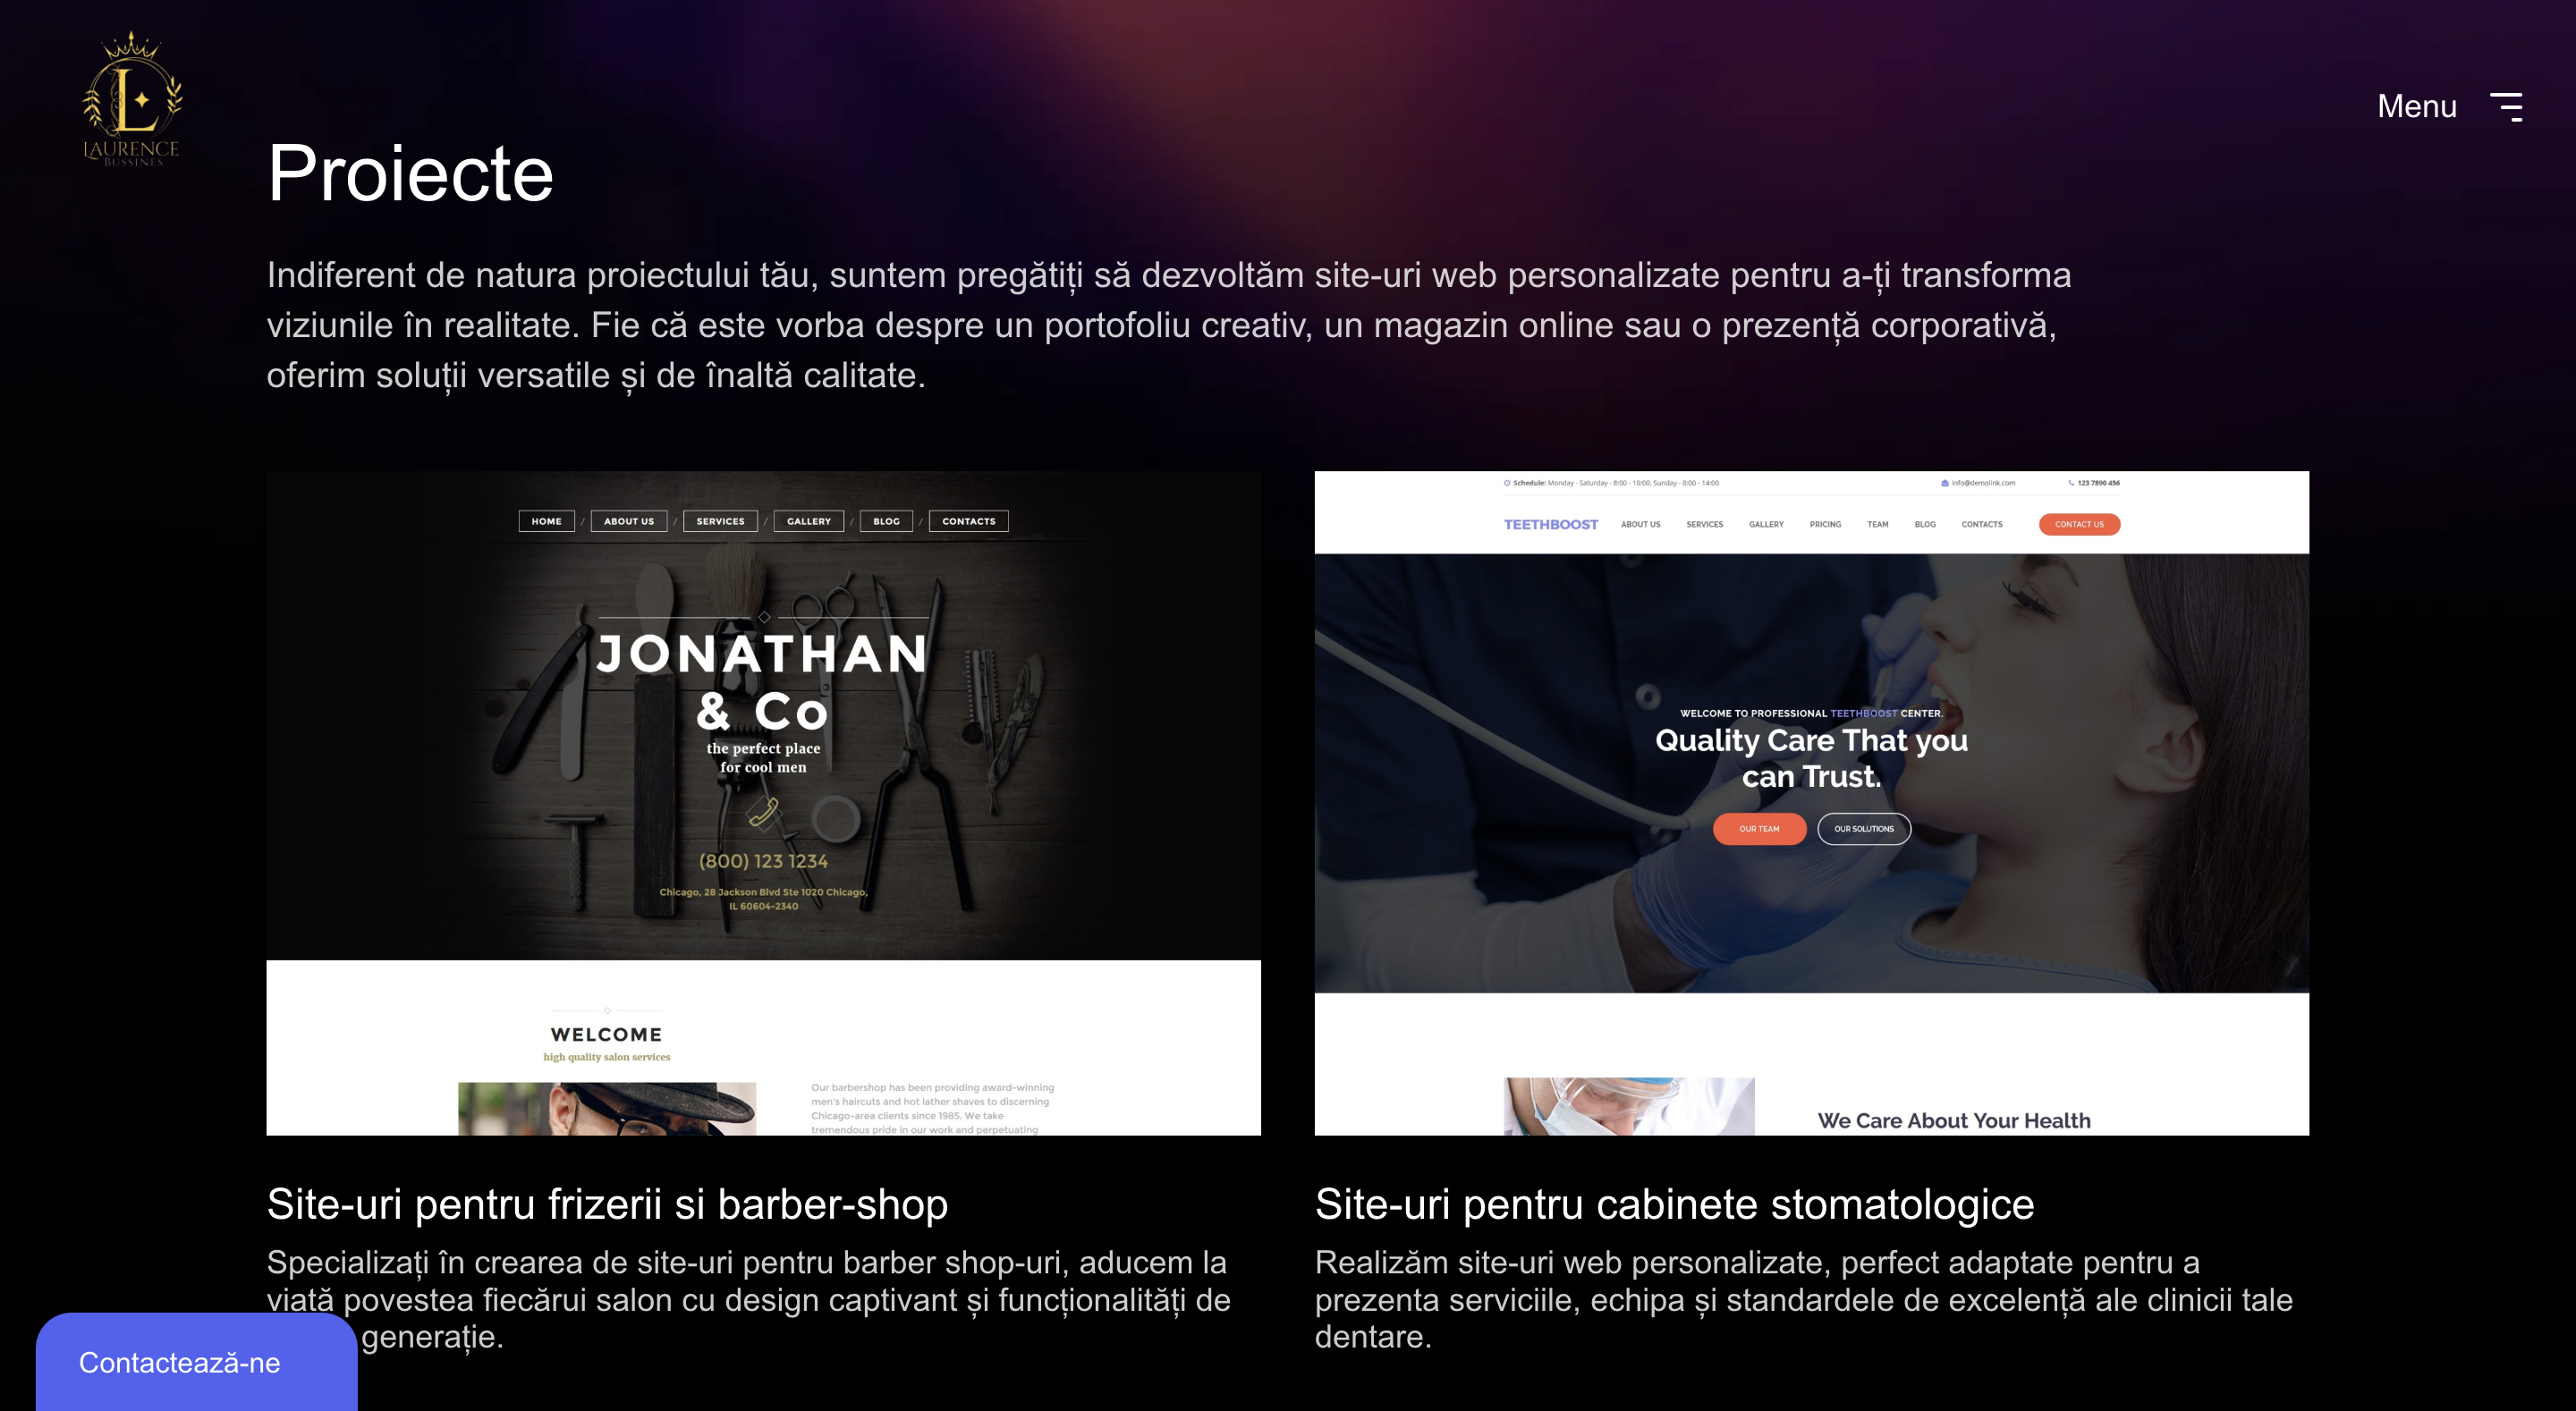 LAURENCE
BUSSINES
Menu
Proiecte
Indiferent de natura proiectului tău, suntem pregătiți să dezvoltăm site-uri web personalizate pentru a-ți transforma
viziunile în realitate. Fie că este vorba despre un portofoliu creativ, un magazin online sau o prezență corporativă,
oferim soluții versatile și de înaltă calitate.
HOME / ABOUT US / SERVICES / GALLERY / BLOG / CONTACTS
JONATHAN
& Co
the perfect place
for cool men
(800) 123 1234
Chicago, 28 Jackson Blvd Ste 1020 Chicago,
IL 60604-2340
WELCOME
high quality salon services
Our barbershop has been providing award-winning
men's haircuts and hot lather shaves to discerning
Chicago-area clients since 1985. We take
tremendous pride in our work and perpetuating
Schedule: Monday - Saturday - 8:00 - 18:00, Sunday - 8:00 - 14:00 info@demolink.com 123 7890 456
TEETHBOOST ABOUT US SERVICES GALLERY PRICING TEAM BLOG CONTACTS CONTACT US
WELCOME TO PROFESSIONAL TEETHBOOST CENTER.
Quality Care That you
can Trust.
OUR TEAM OUR SOLUTIONS
We Care About Your Health
Site-uri pentru frizerii si barber-shop
Specializați în crearea de site-uri pentru barber shop-uri, aducem la
viață povestea fiecărui salon cu design captivant și funcționalități de
generație.
Site-uri pentru cabinete stomatologice
Realizăm site-uri web personalizate, perfect adaptate pentru a
prezenta serviciile, echipa și standardele de excelență ale clinicii tale
dentare.
Contactează-ne